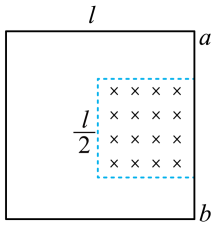 l
a
l/2
× × × ×
× × × ×
× × × ×
× × × ×
b